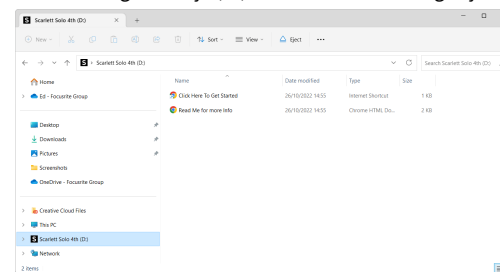 Scarlett Solo 4th (D:)
New
Sort
View
Eject
Scarlett Solo 4th (D:)
Search Scarlett Solo 4th (D:)
Home
Ed - Focusrite Group
Desktop
Downloads
Pictures
Screenshots
OneDrive - Focusrite Group
Creative Cloud Files
This PC
Scarlett Solo 4th (D:)
Network
Name Date modified Type Size
Click Here To Get Started 26/10/2022 14:55 Internet Shortcut 1 KB
Read Me for more Info 26/10/2022 14:55 Chrome HTML Do... 2 KB
2 items